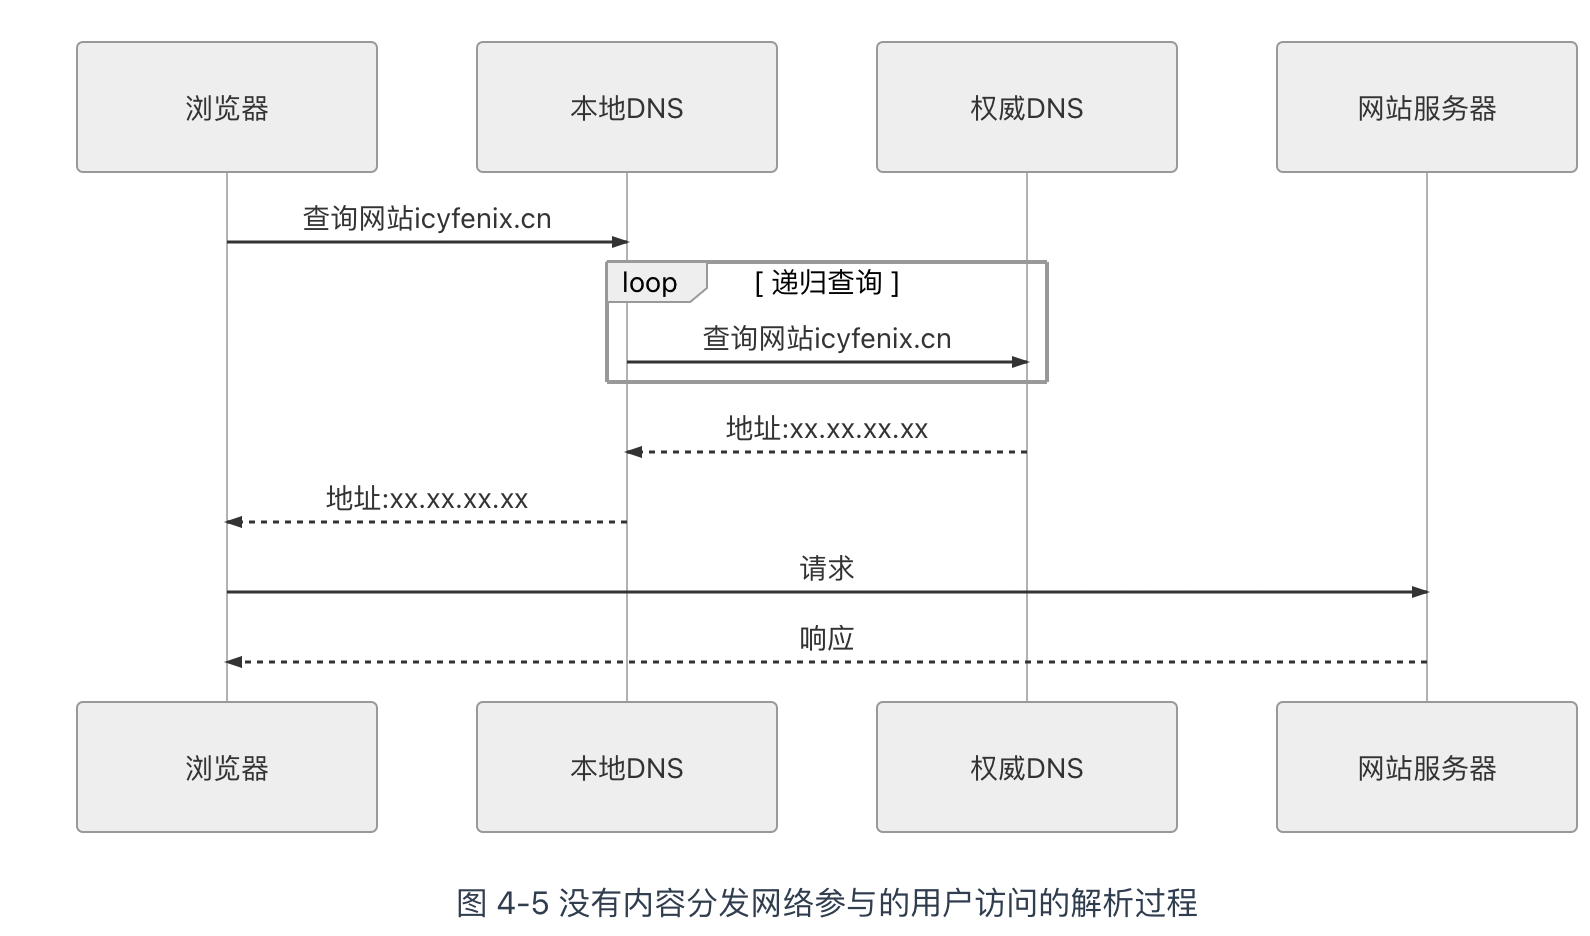 浏览器
本地DNS
权威DNS
网站服务器
查询网站icyfenix.cn
loop
[ 递归查询 ]
查询网站icyfenix.cn
地址:xx.xx.xx.xx
地址:xx.xx.xx.xx
请求
响应
浏览器
本地DNS
权威DNS
网站服务器
图 4-5 没有内容分发网络参与的用户访问的解析过程